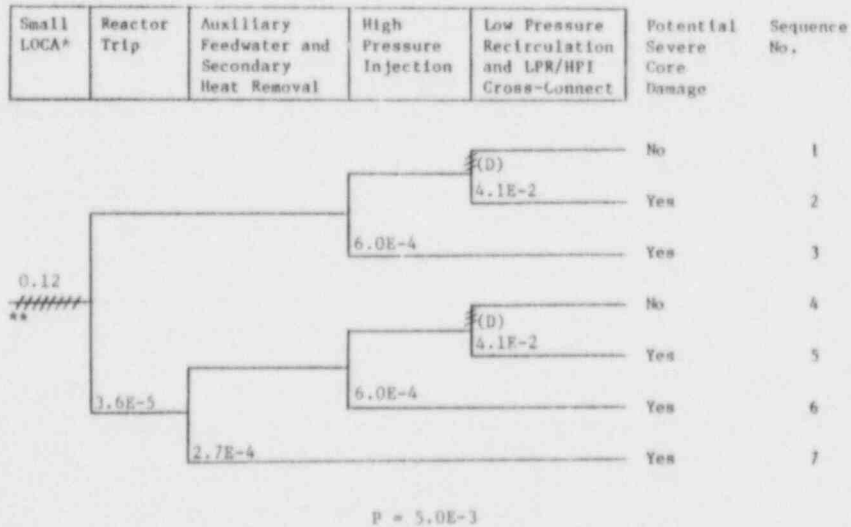 Small LOCA*
Reactor Trip
Auxiliary Feedwater and Secondary Heat Removal
High Pressure Injection
Low Pressure Recirculation and LPR/HPI Cross-Connect
Potential Severe Core Damage
Sequence No.
No 1
(D)
4.1E-2
Yes 2
6.0E-4
Yes 3
0.12
**
No 4
(D)
4.1E-2
Yes 5
3.6E-5
6.0E-4
Yes 6
2.7E-4
Yes 7
P = 5.0E-3